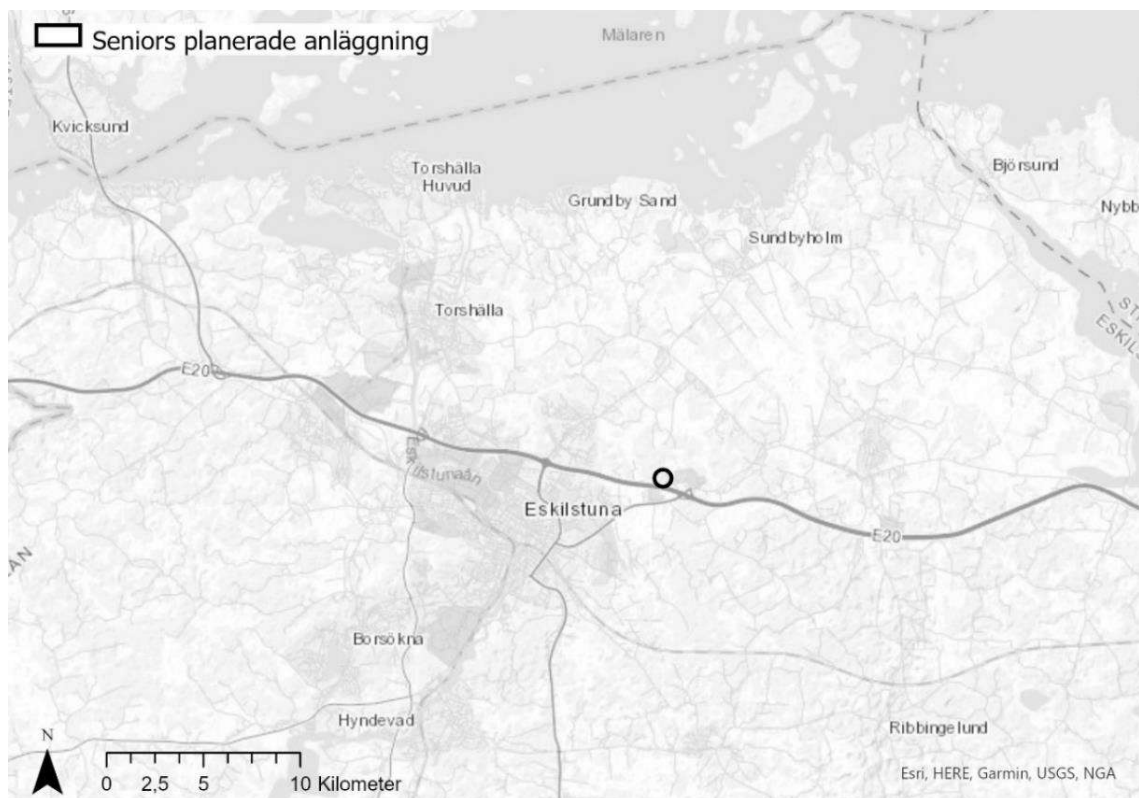 Seniors planerade anläggning
Mälaren
Kvicksund
Torshälla
Huvud
Björsund
Grundby Sand
Nybb
Sundbyholm
Torshälla
ESKIL
E20
Eskilstunaån
Eskilstuna
E20
Borsökna
Hyndevad
Ribbingelund
N
0 2,5 5 10 Kilometer
Esri, HERE, Garmin, USGS, NGA